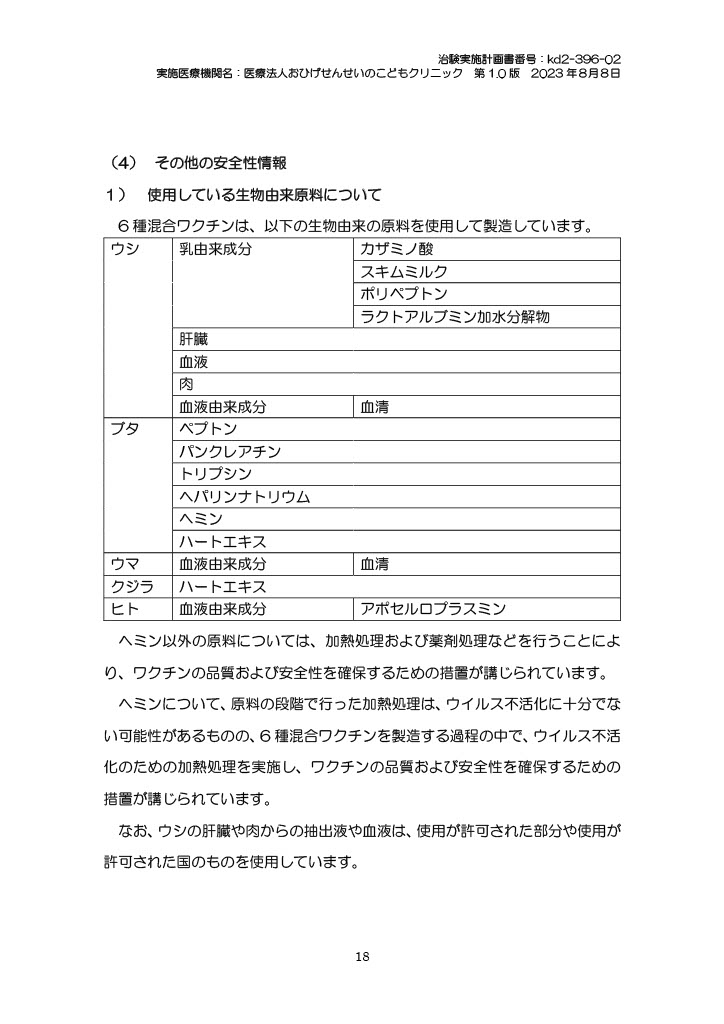 治験実施計画書番号：kd2-396-02
実施医療機関名：医療法人おひげせんせいのこどもクリニック　第1.0版　2023年8月8日
（4）　その他の安全性情報
１）　使用している生物由来原料について
6種混合ワクチンは、以下の生物由来の原料を使用して製造しています。
ウシ　乳由来成分　カザミノ酸
スキムミルク
ポリペプトン
ラクトアルブミン加水分解物
肝臓
血液
肉
血液由来成分　血清
ブタ　ペプトン
パンクレアチン
トリプシン
ヘパリンナトリウム
ヘミン
ハートエキス
ウマ　血液由来成分　血清
クジラ　ハートエキス
ヒト　血液由来成分　アポセルロプラスミン
ヘミン以外の原料については、加熱処理および薬剤処理などを行うことによ
り、ワクチンの品質および安全性を確保するための措置が講じられています。
ヘミンについて、原料の段階で行った加熱処理は、ウイルス不活化に十分でな
い可能性があるものの、6種混合ワクチンを製造する過程の中で、ウイルス不活
化のための加熱処理を実施し、ワクチンの品質および安全性を確保するための
措置が講じられています。
なお、ウシの肝臓や肉からの抽出液や血液は、使用が許可された部分や使用が
許可された国のものを使用しています。
18